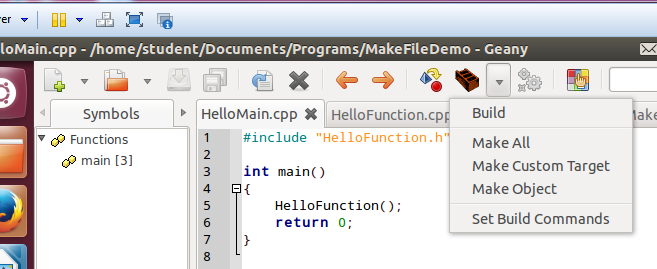 er
loMain.cpp - /home/student/Documents/Programs/MakeFileDemo - Geany
Symbols
Functions
main [3]
HelloMain.cpp
HelloFunction.cpp
1 #include "HelloFunction.h"
2
3 int main()
4 {
5 HelloFunction();
6 return 0;
7 }
8
Build
Make All
Make Custom Target
Make Object
Set Build Commands